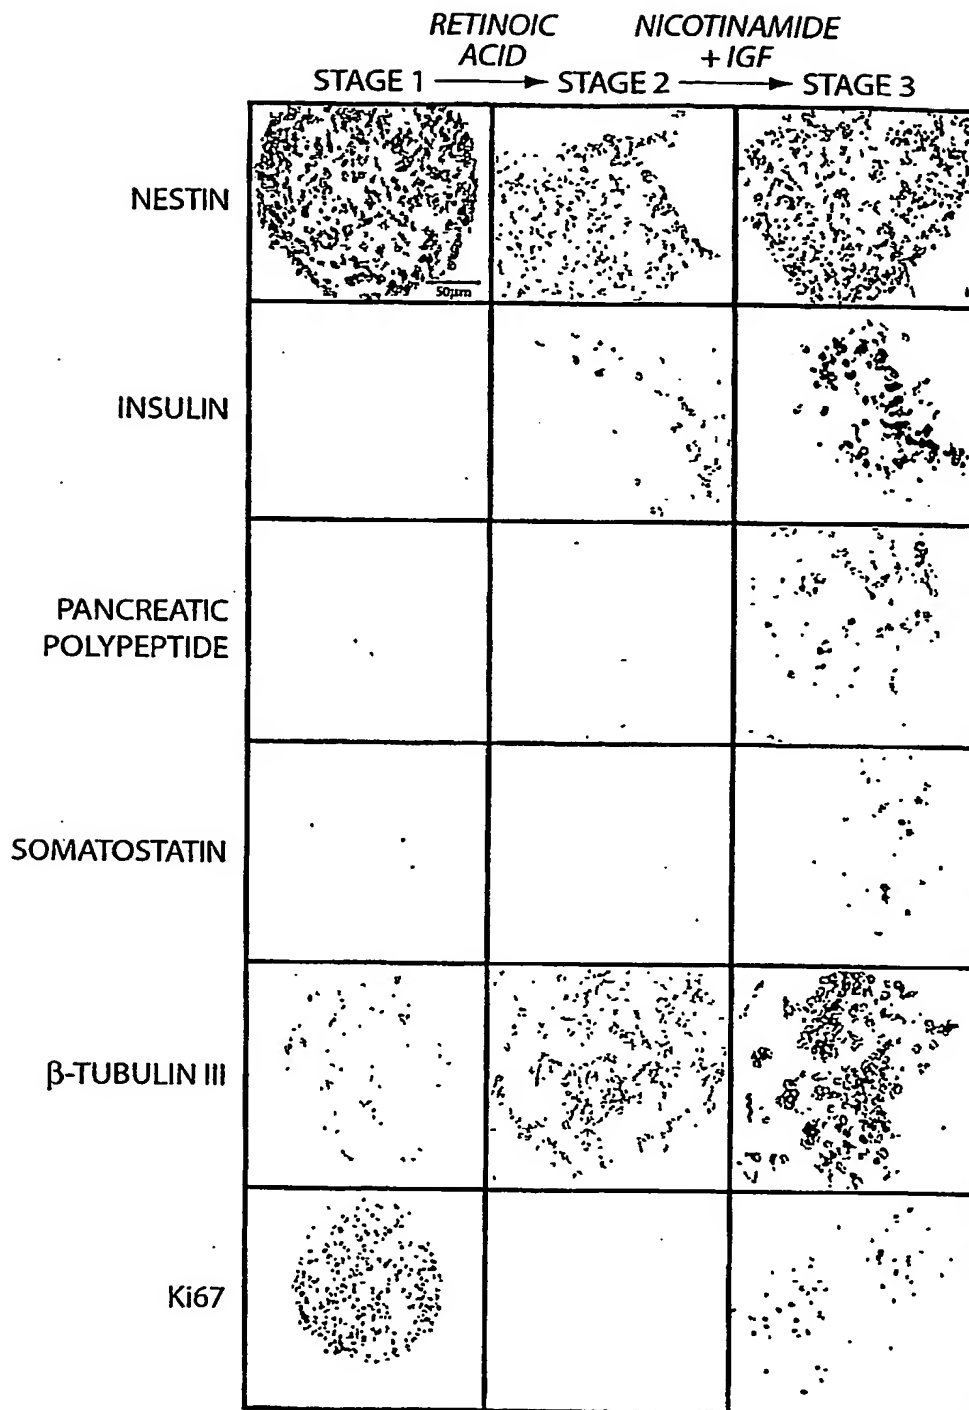 RETINOIC NICOTINAMIDE
ACID + IGF
STAGE 1 STAGE 2 STAGE 3
NESTIN
50µm
INSULIN
PANCREATIC
POLYPEPTIDE
SOMATOSTATIN
β-TUBULIN III
Ki67